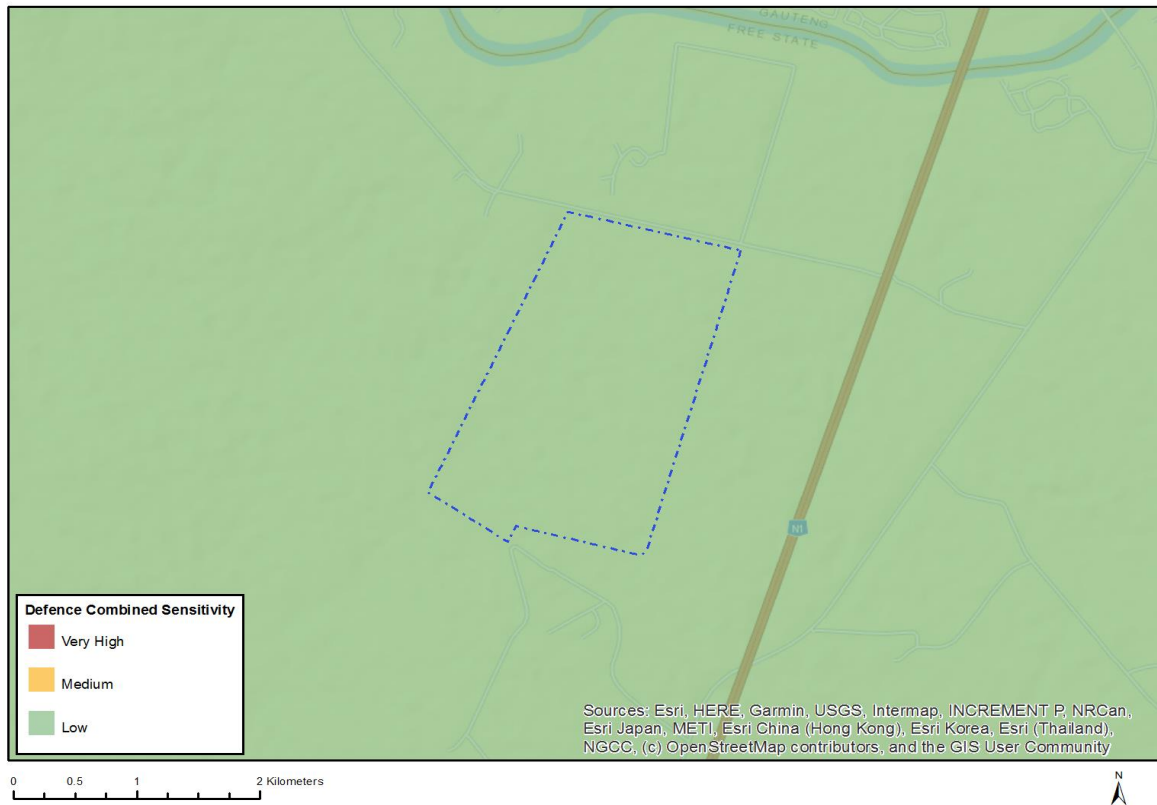 GAUTENG
FREE STATE
N1
Defence Combined Sensitivity
Very High
Medium
Low
Sources: Esri, HERE, Garmin, USGS, Intermap, INCREMENT P, NRCan,
Esri Japan, METI, Esri China (Hong Kong), Esri Korea, Esri (Thailand),
NGCC, (c) OpenStreetMap contributors, and the GIS User Community
0 0.5 1 2 Kilometers
N